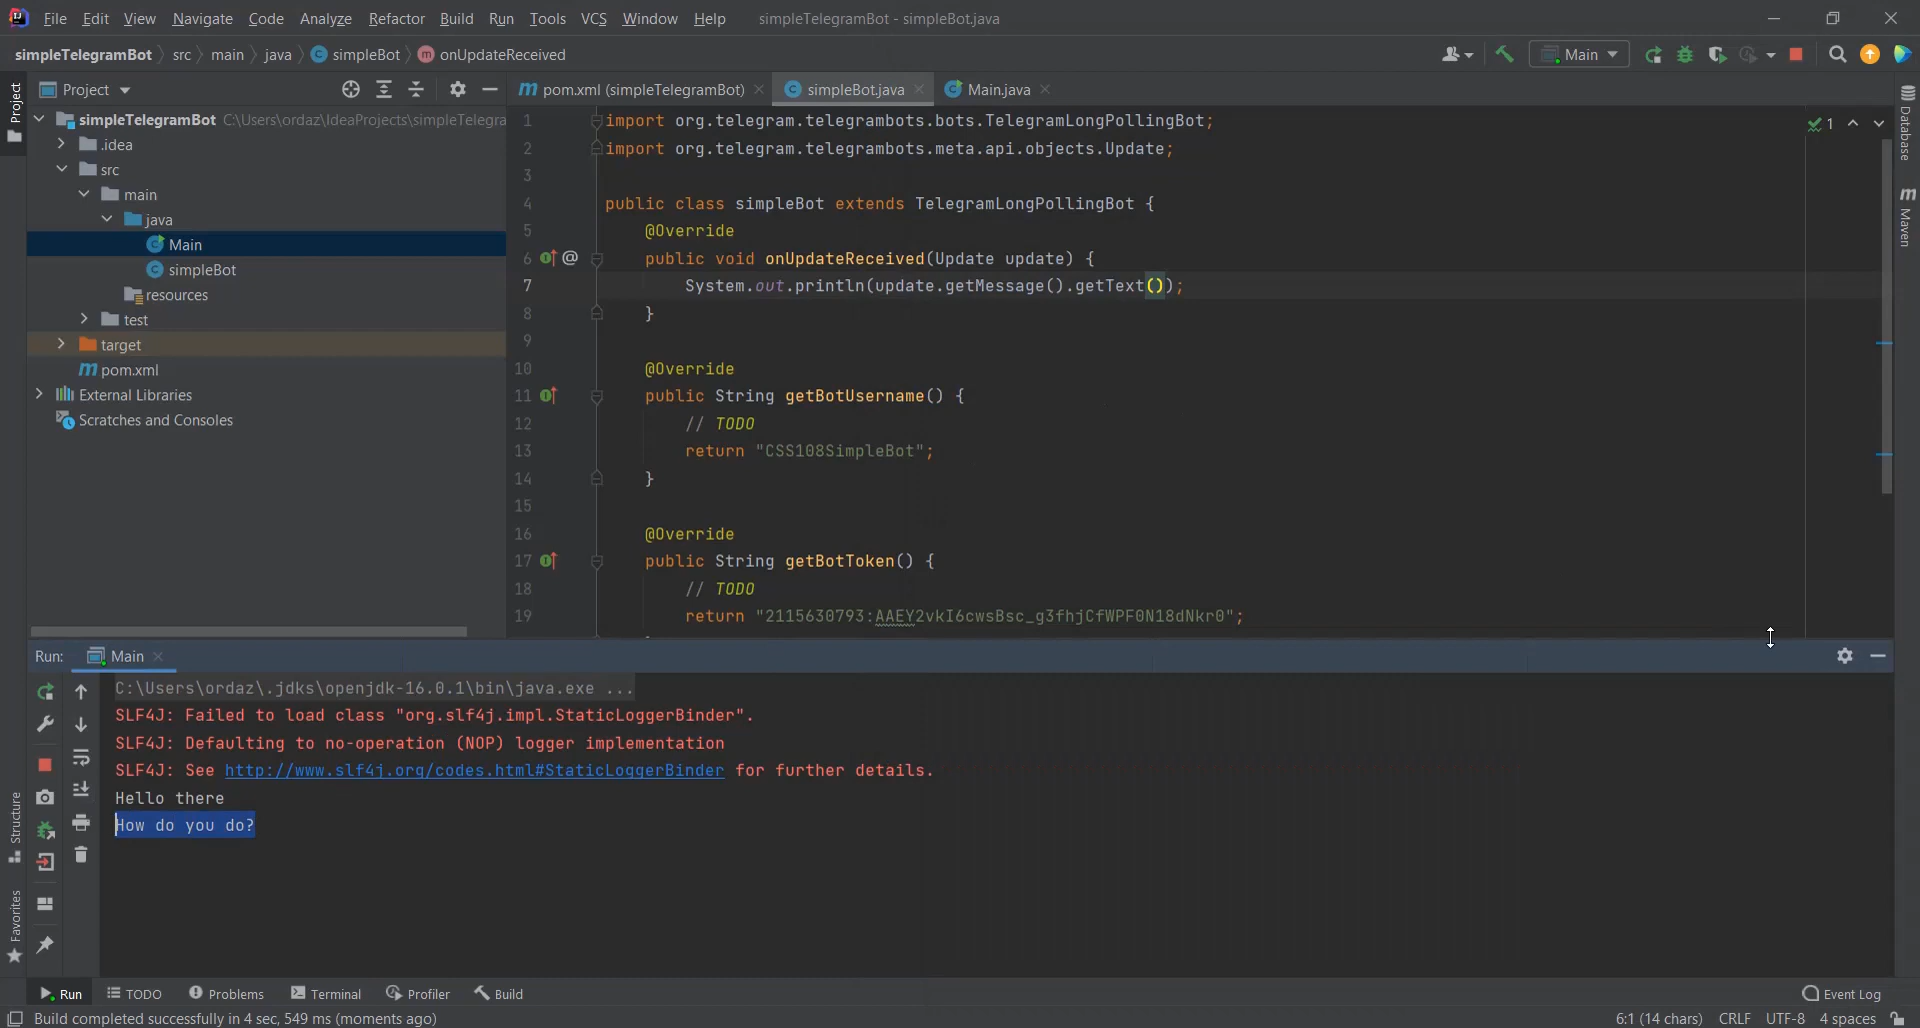 File Edit View Navigate Code Analyze Refactor Build Run Tools VCS Window Help simpleTelegramBot - simpleBot.java
simpleTelegramBot src main java simpleBot onUpdateReceived Main
Project
Project
pom.xml (simpleTelegramBot) simpleBot.java Main.java
simpleTelegramBot C:\Users\ordaz\IdeaProjects\simpleTelegra
.idea
src
main
java
Main
simpleBot
resources
test
target
pom.xml
External Libraries
Scratches and Consoles
1 import org.telegram.telegrambots.bots.TelegramLongPollingBot;
2 import org.telegram.telegrambots.meta.api.objects.Update;
3
4 public class simpleBot extends TelegramLongPollingBot {
5 @Override
6 @ public void onUpdateReceived(Update update) {
7 System.out.println(update.getMessage().getText());
8 }
9
10 @Override
11 public String getBotUsername() {
12 // TODO
13 return "CSS108SimpleBot";
14 }
15
16 @Override
17 public String getBotToken() {
18 // TODO
19 return "2115630793:AAEY2vkI6cwsBsc_g3fhjCfWPF0N18dNkr0";
1
Database
Maven
Run: Main
C:\Users\ordaz\.jdks\openjdk-16.0.1\bin\java.exe ...
SLF4J: Failed to load class "org.slf4j.impl.StaticLoggerBinder".
SLF4J: Defaulting to no-operation (NOP) logger implementation
SLF4J: See http://www.slf4j.org/codes.html#StaticLoggerBinder for further details.
Hello there
How do you do?
Structure
Favorites
Run TODO Problems Terminal Profiler Build Event Log
Build completed successfully in 4 sec, 549 ms (moments ago) 6:1 (14 chars) CRLF UTF-8 4 spaces